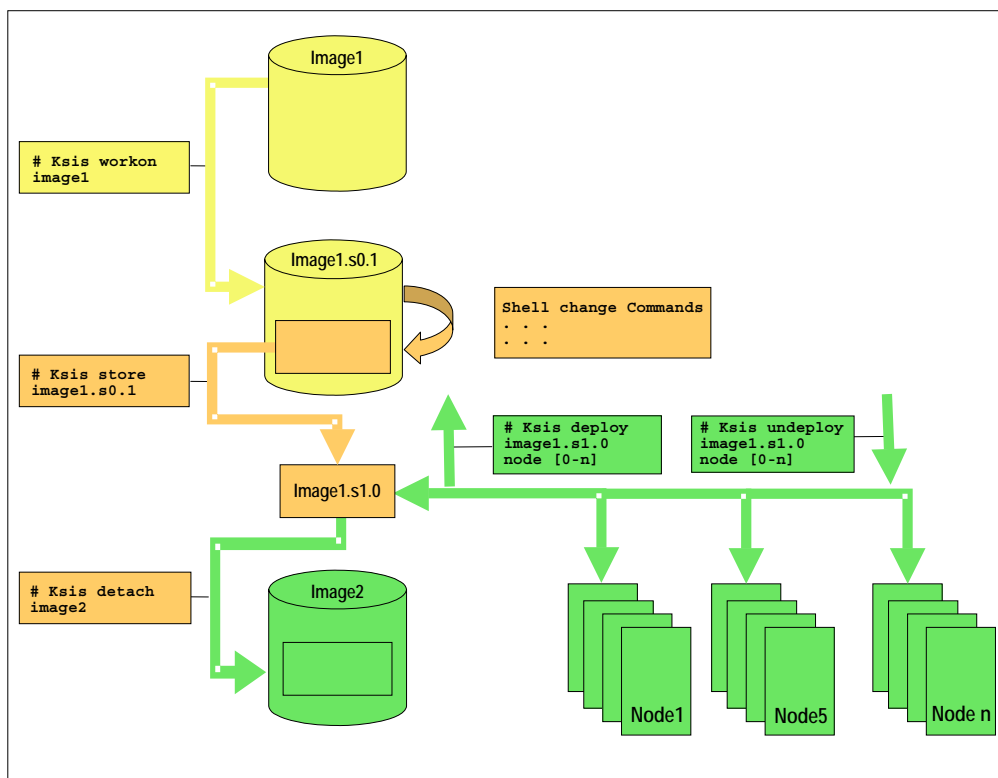 Image1
# Ksis workon
image1
Image1.s0.1
Shell change Commands
. . .
. . .
# Ksis store
image1.s0.1
# Ksis deploy
image1.s1.0
node [0-n]
# Ksis undeploy
image1.s1.0
node [0-n]
Image1.s1.0
# Ksis detach
image2
Image2
Node1
Node5
Node n